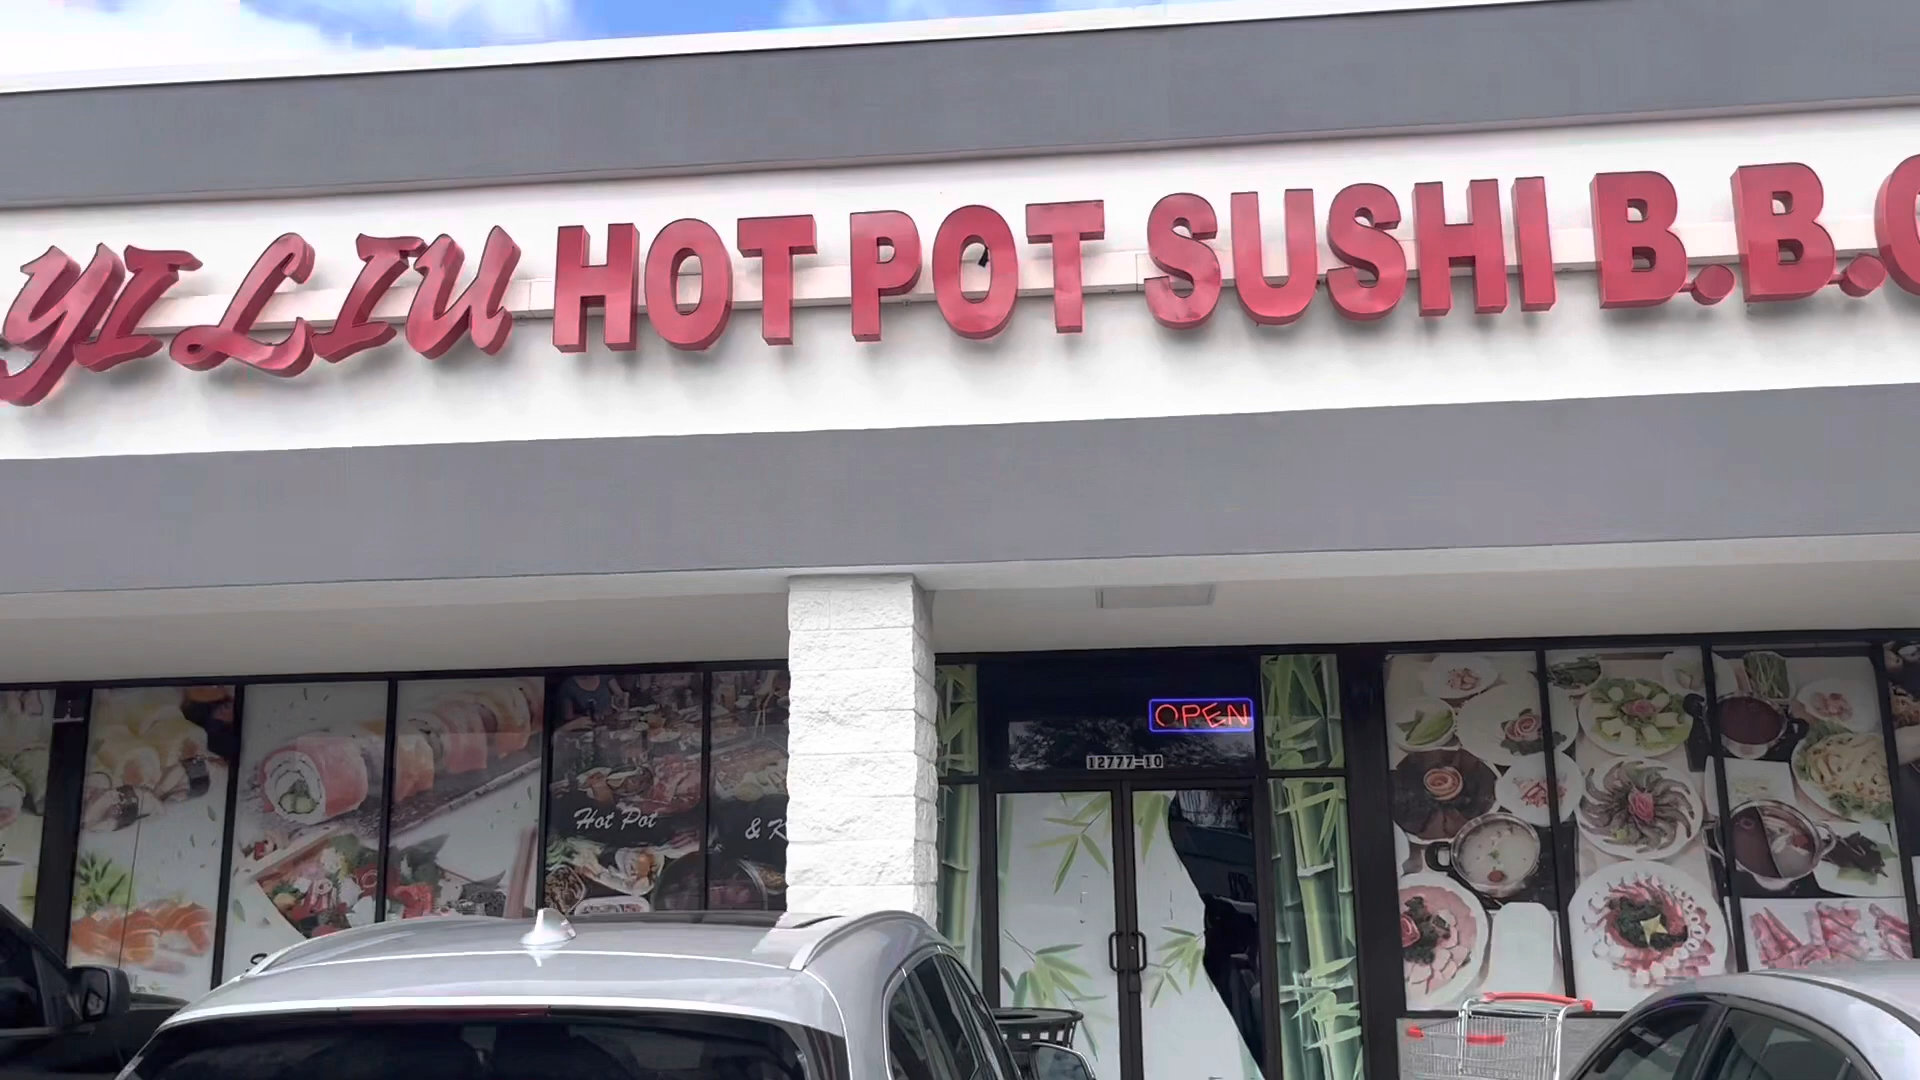 YI LIU HOT POT SUSHI B.B.
OPEN
12777-10
Hot Pot
& K